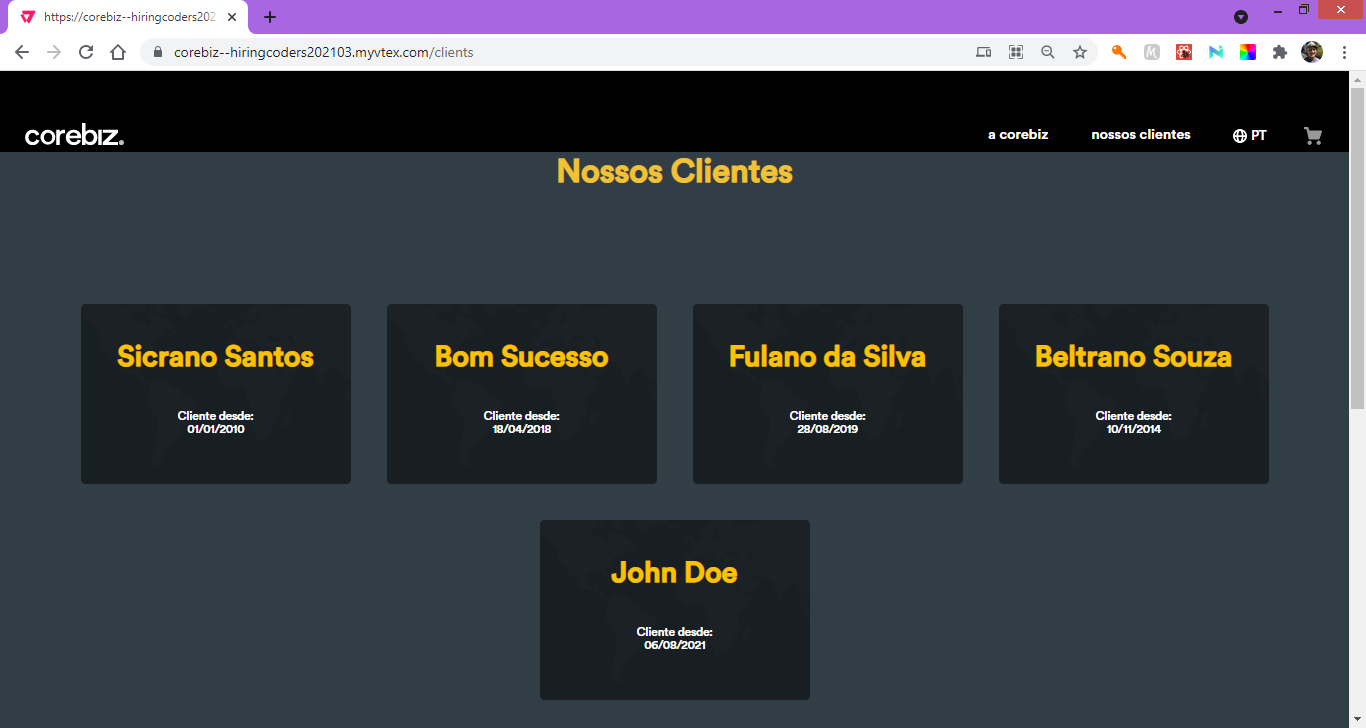 https://corebiz--hiringcoders202
corebiz--hiringcoders202103.myvtex.com/clients
corebiz.
a corebiz
nossos clientes
PT
Nossos Clientes
Sicrano Santos
Cliente desde:
01/01/2010
Bom Sucesso
Cliente desde:
18/04/2018
Fulano da Silva
Cliente desde:
28/08/2019
Beltrano Souza
Cliente desde:
10/11/2014
John Doe
Cliente desde:
06/08/2021